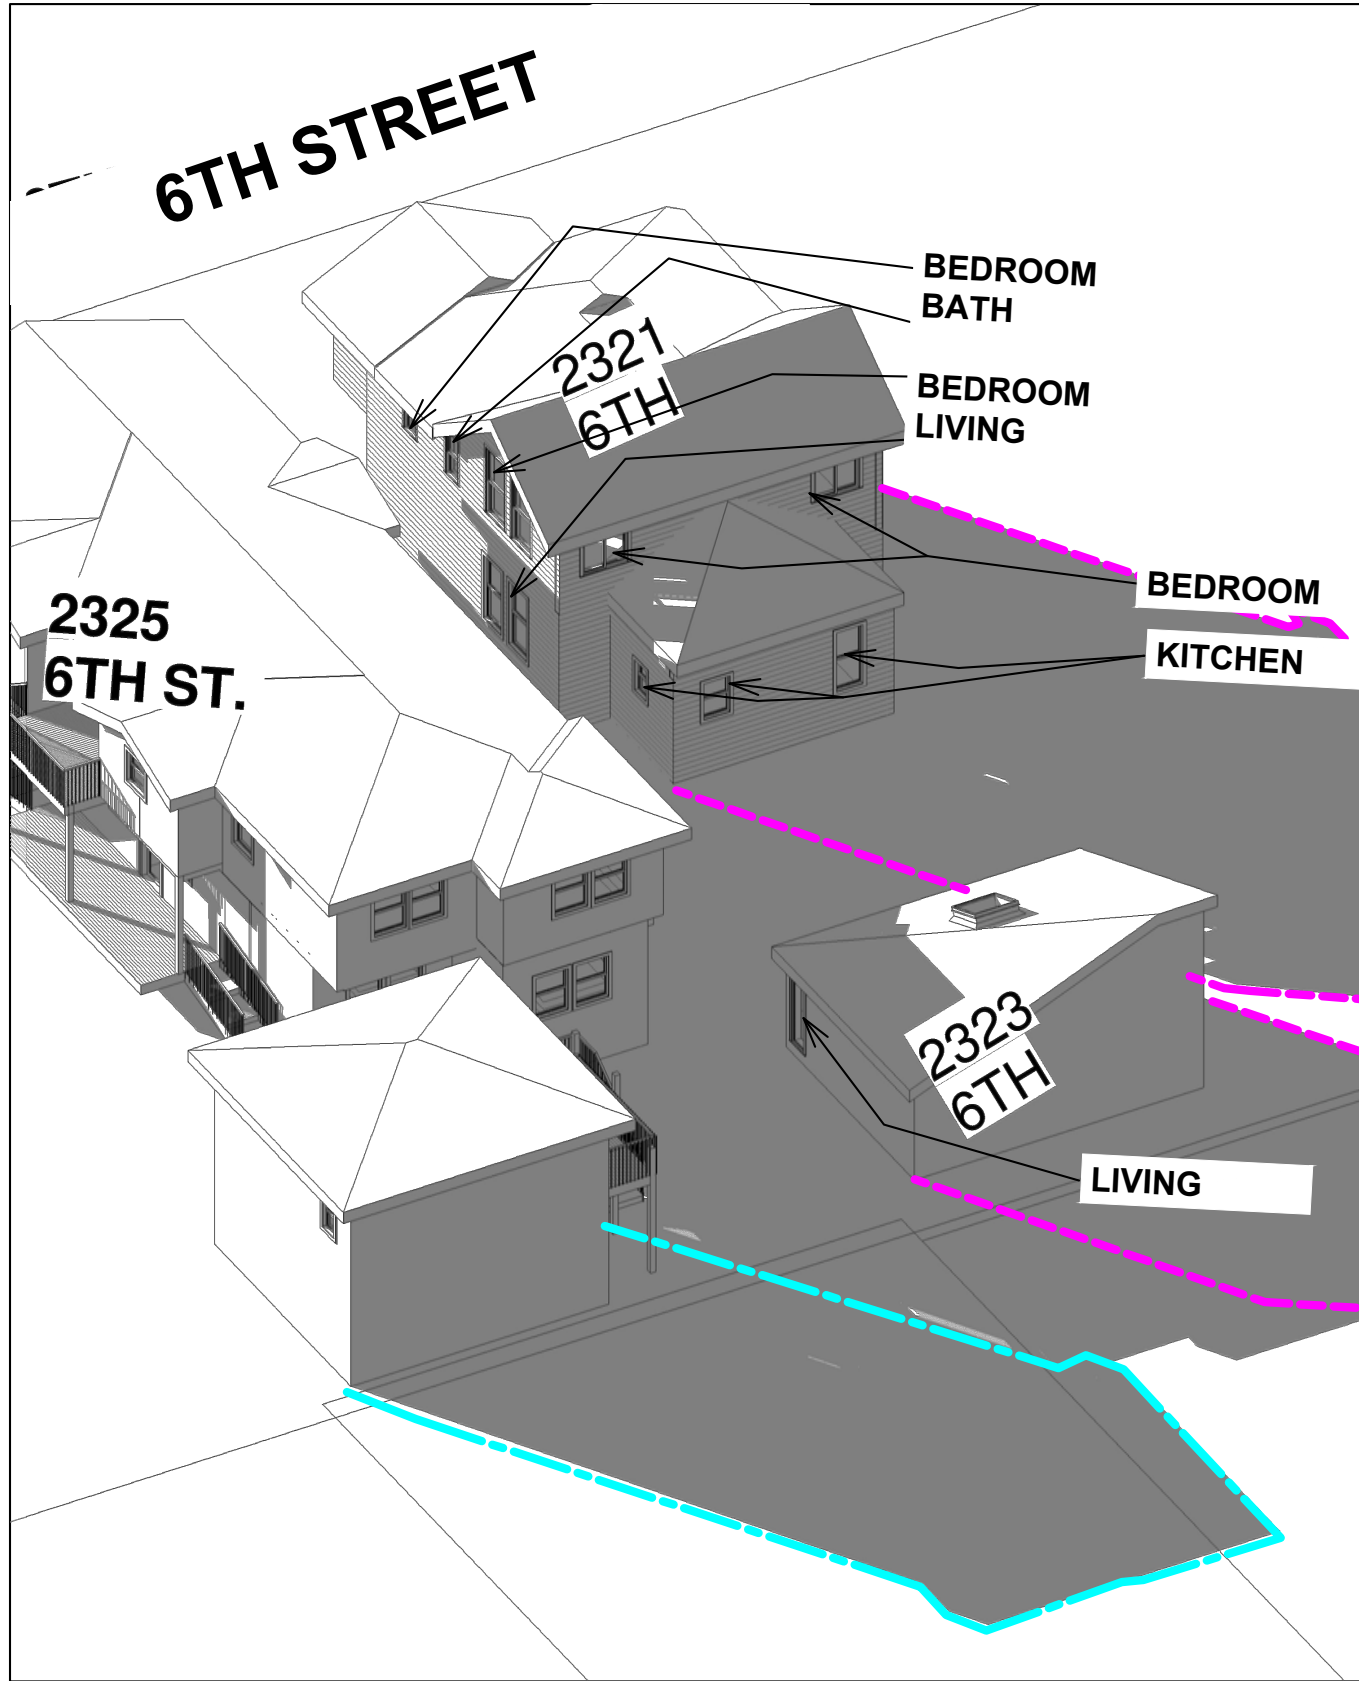 6TH STREET
BEDROOM
BATH
2321
6TH
BEDROOM
LIVING
BEDROOM
2325
6TH ST.
KITCHEN
2323
6TH
LIVING